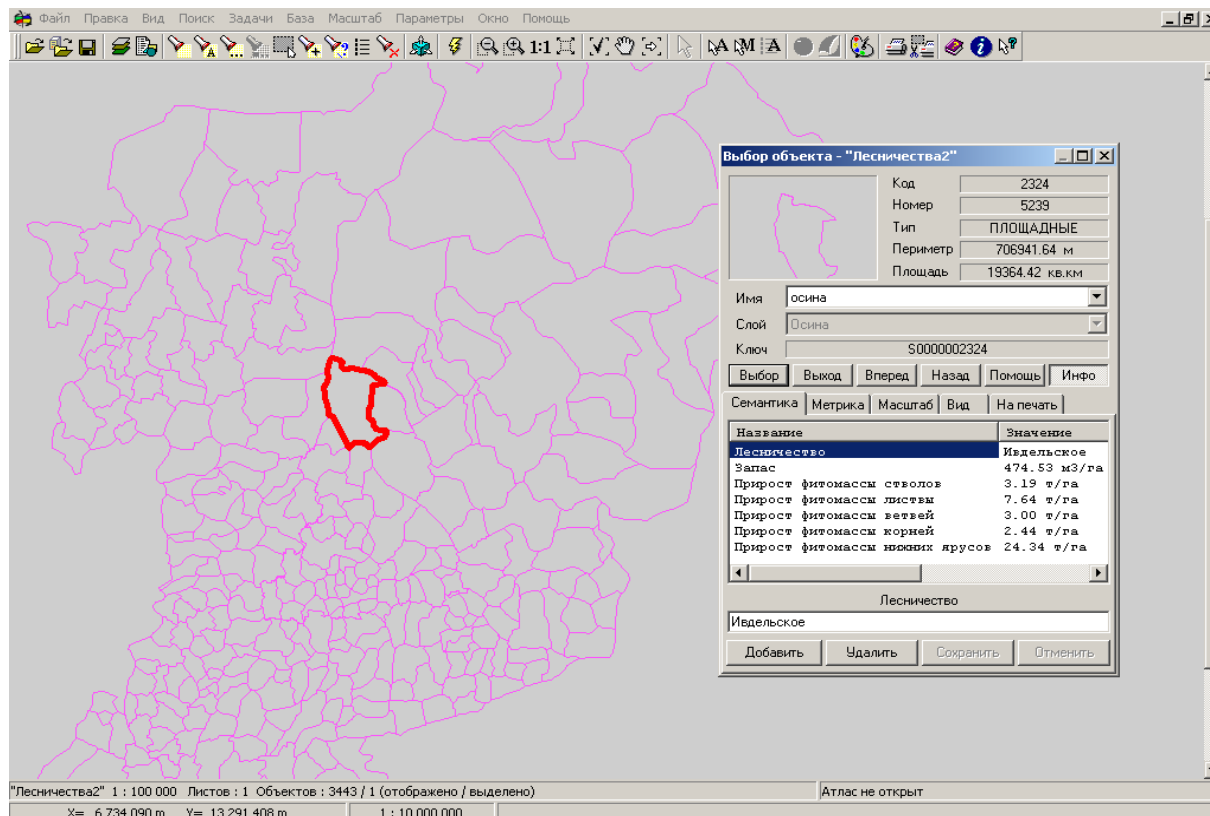 Файл Правка Вид Поиск Задачи База Масштаб Параметры Окно Помощь
1:1 A M A
Выбор объекта - "Лесничества2"
Код 2324
Номер 5239
Тип ПЛОЩАДНЫЕ
Периметр 706941.64 м
Площадь 19364.42 кв.км
Имя осина
Слой Осина
Ключ S0000002324
Выбор Выход Вперед Назад Помощь Инфо
Семантика Метрика Масштаб Вид На печать
Название Значение
Лесничество Ивдельское
Запас 474.53 м3/га
Прирост фитомассы стволов 3.19 т/га
Прирост фитомассы листвы 7.64 т/га
Прирост фитомассы ветвей 3.00 т/га
Прирост фитомассы корней 2.44 т/га
Прирост фитомассы нижних ярусов 24.34 т/га
Лесничество
Ивдельское
Добавить Удалить Сохранить Отменить
"Лесничества2" 1 : 100 000 Листов : 1 Объектов : 3443 / 1 (отображено / выделено) Атлас не открыт
X= 6 734 090 m Y= 13 291 408 m 1 : 10 000 000